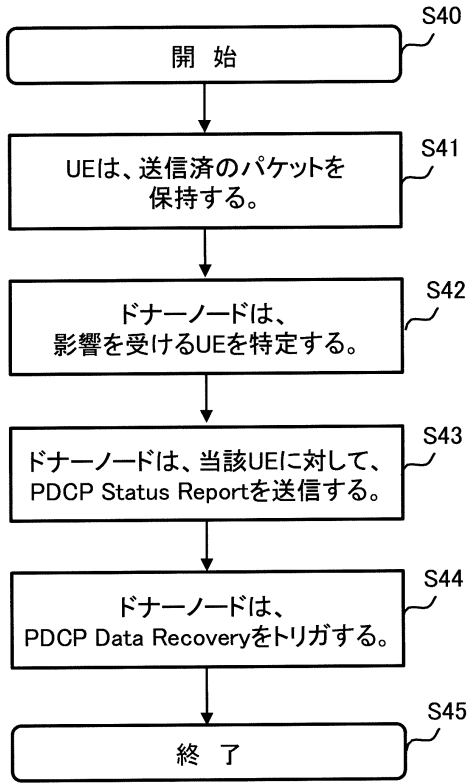 S40
開 始
S41
UEは、送信済のパケットを
保持する。
S42
ドナーノードは、
影響を受けるUEを特定する。
S43
ドナーノードは、当該UEに対して、
PDCP Status Reportを送信する。
S44
ドナーノードは、
PDCP Data Recoveryをトリガする。
S45
終 了